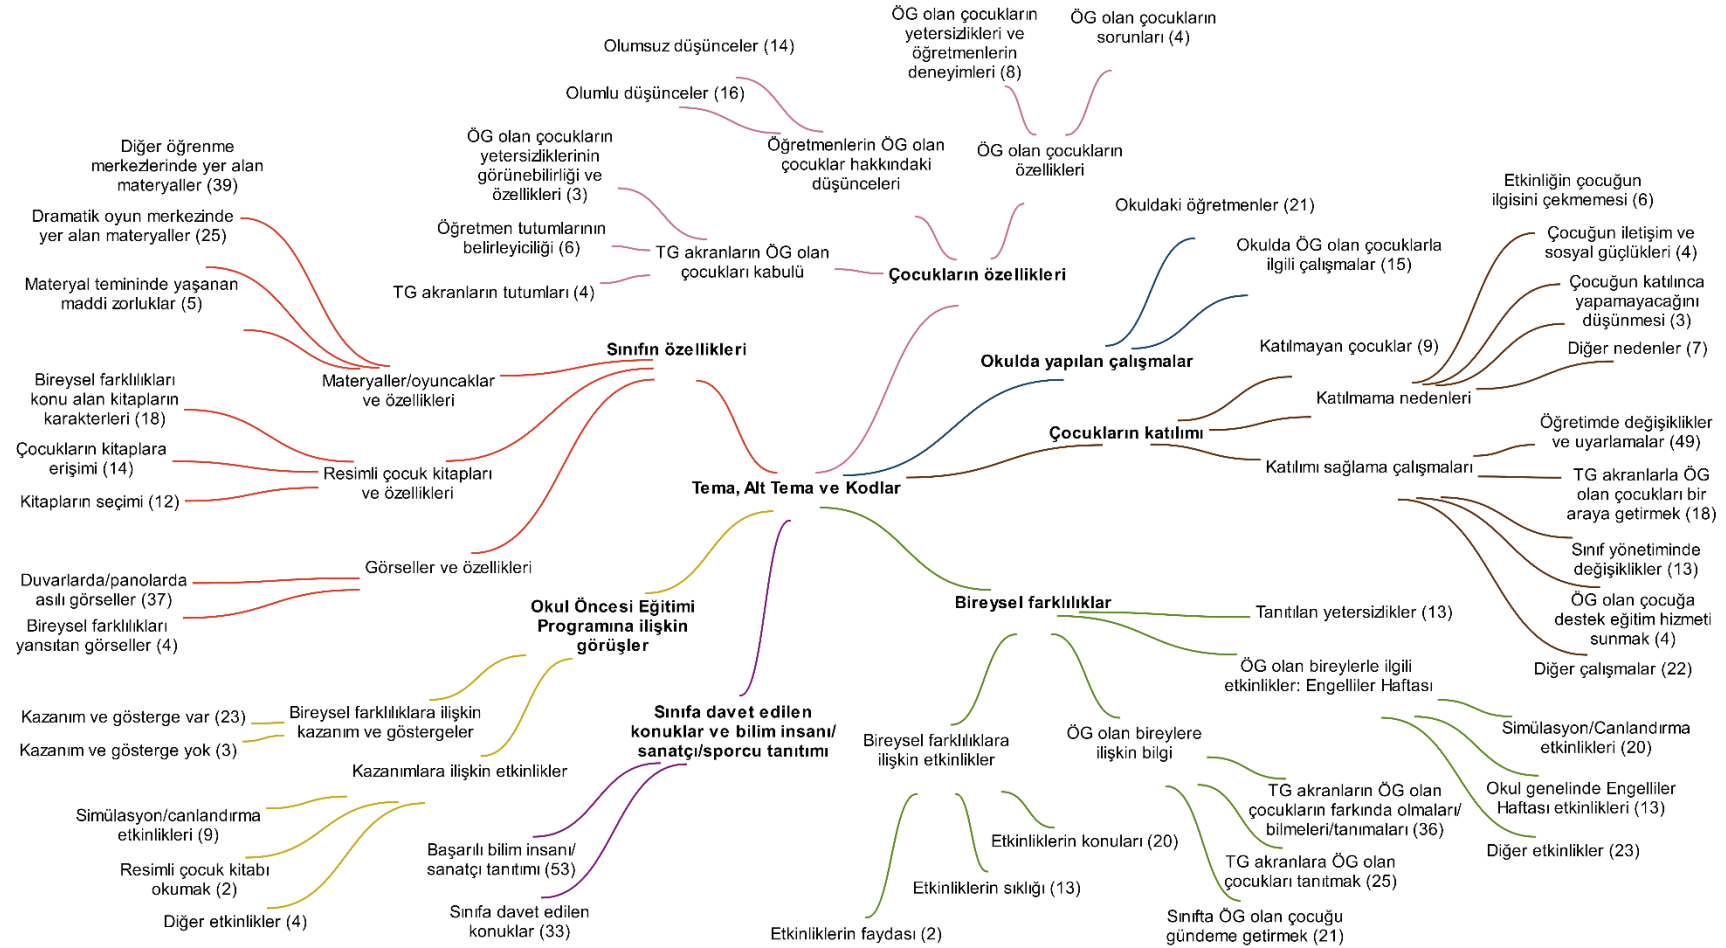 ÖG olan çocukların
yetersizlikleri ve
öğretmenlerin
deneyimleri (8)
ÖG olan çocukların
sorunları (4)
Olumsuz düşünceler (14)
Olumlu düşünceler (16)
ÖG olan çocukların
yetersizliklerinin
görünebilirliği ve
özellikleri (3)
Öğretmenlerin ÖG olan
çocuklar hakkındaki
düşünceleri
ÖG olan çocukların
özellikleri
Öğretmen tutumlarının
belirleyiciliği (6)
TG akranların ÖG olan
çocukları kabulü
TG akranların tutumları (4)
Çocukların özellikleri
Diğer öğrenme
merkezlerinde yer alan
materyaller (39)
Dramatik oyun merkezinde
yer alan materyaller (25)
Materyal temininde yaşanan
maddi zorluklar (5)
Sınıfın özellikleri
Materyaller/oyuncaklar
ve özellikleri
Bireysel farklılıkları
konu alan kitapların
karakterleri (18)
Çocukların kitaplara
erişimi (14)
Kitapların seçimi (12)
Resimli çocuk kitapları
ve özellikleri
Görseller ve özellikleri
Duvarlarda/panolarda
asılı görseller (37)
Bireysel farklılıkları
yansıtan görseller (4)
Okuldaki öğretmenler (21)
Okulda ÖG olan çocuklarla
ilgili çalışmalar (15)
Okulda yapılan çalışmalar
Etkinliğin çocuğun
ilgisini çekmemesi (6)
Çocuğun iletişim ve
sosyal güçlükleri (4)
Çocuğun katılınca
yapamayacağını
düşünmesi (3)
Diğer nedenler (7)
Katılmayan çocuklar (9)
Katılmama nedenleri
Çocukların katılımı
Katılımı sağlama çalışmaları
Öğretimde değişiklikler
ve uyarlamalar (49)
TG akranlarla ÖG
olan çocukları bir
araya getirmek (18)
Sınıf yönetiminde
değişiklikler (13)
ÖG olan çocuğa
destek eğitim hizmeti
sunmak (4)
Diğer çalışmalar (22)
Tema, Alt Tema ve Kodlar
Okul Öncesi Eğitimi
Programına ilişkin
görüşler
Bireysel farklılıklara ilişkin
kazanım ve göstergeler
Kazanım ve gösterge var (23)
Kazanım ve gösterge yok (3)
Kazanımlara ilişkin etkinlikler
Simülasyon/canlandırma
etkinlikleri (9)
Resimli çocuk kitabı
okumak (2)
Diğer etkinlikler (4)
Sınıfa davet edilen
konuklar ve bilim insanı/
sanatçı/sporcu tanıtımı
Başarılı bilim insanı/
sanatçı tanıtımı (53)
Sınıfa davet edilen
konuklar (33)
Bireysel farklılıklar
Tanıtılan yetersizlikler (13)
ÖG olan bireylerle ilgili
etkinlikler: Engelliler Haftası
Simülasyon/Canlandırma
etkinlikleri (20)
Okul genelinde Engelliler
Haftası etkinlikleri (13)
Diğer etkinlikler (23)
Bireysel farklılıklara
ilişkin etkinlikler
ÖG olan bireylere
ilişkin bilgi
TG akranların ÖG olan
çocukların farkında olmaları/
bilmeleri/tanımaları (36)
TG akranlara ÖG olan
çocukları tanıtmak (25)
Sınıfta ÖG olan çocuğu
gündeme getirmek (21)
Etkinliklerin konuları (20)
Etkinliklerin sıklığı (13)
Etkinliklerin faydası (2)